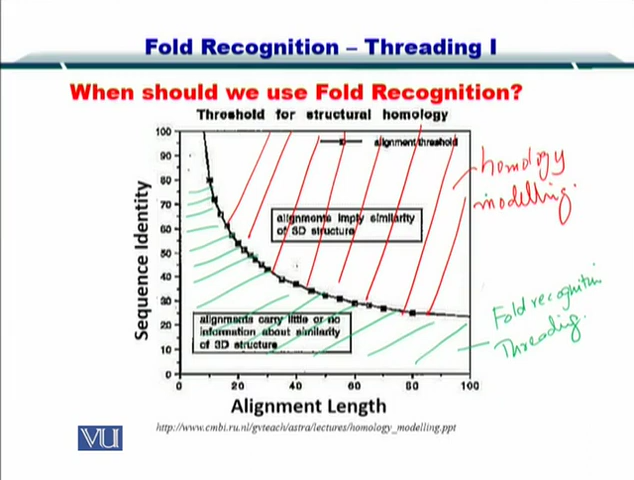 Fold Recognition – Threading I
When should we use Fold Recognition?
Threshold for structural homology
100
90
80
70
60
50
40
30
20
10
0
Sequence Identity
alignment threshold
alignments imply similarity
of 3D structure
alignments carry little or no
information about similarity
of 3D structure
homology
modelling.
Fold recognition
Threading.
0 20 40 60 80 100
Alignment Length
http://www.cmbi.ru.nl/gvteach/astra/lectures/homology_modelling.ppt
VU